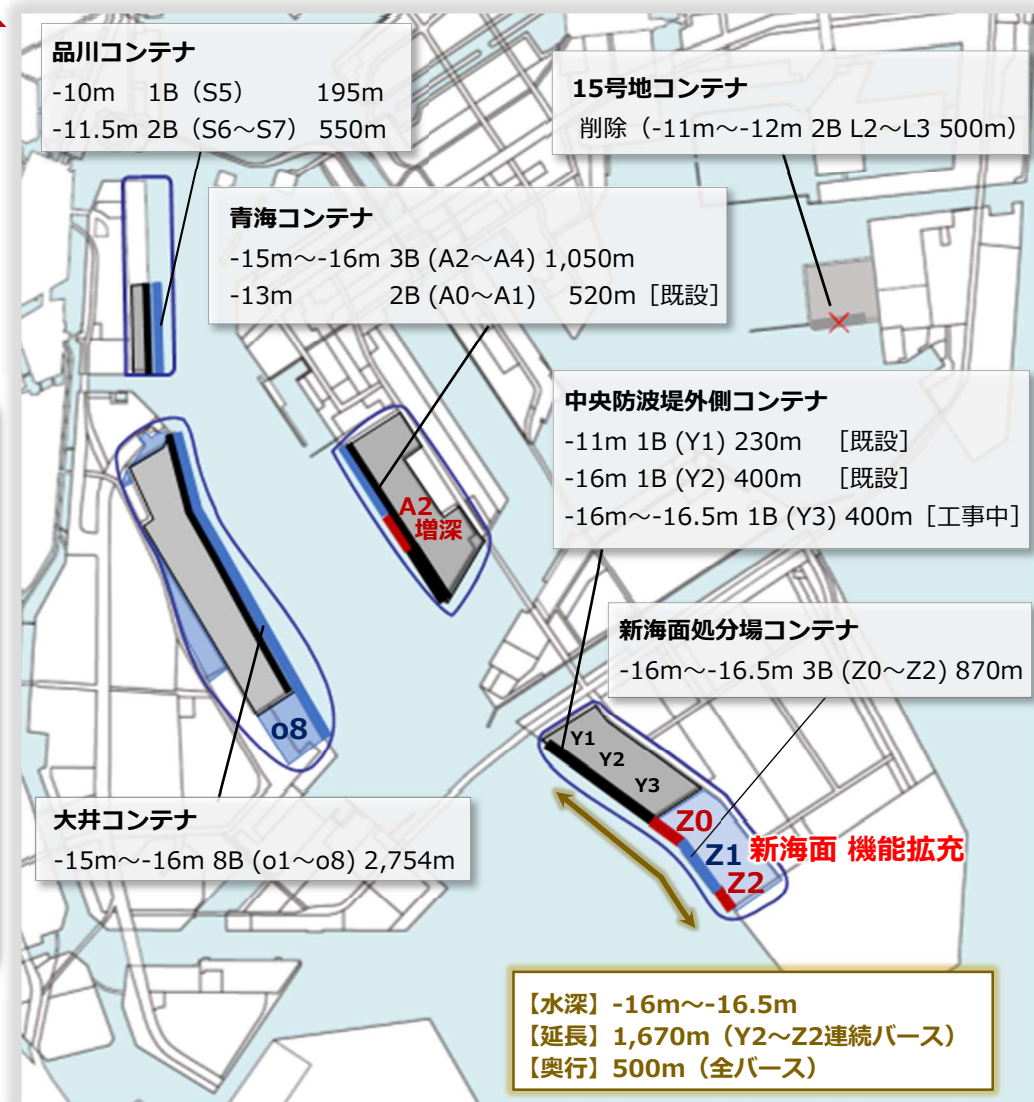 品川コンテナ
-10m 1B（S5） 195m
-11.5m 2B（S6～S7） 550m
15号地コンテナ
削除（-11m～-12m 2B L2～L3 500m）
青海コンテナ
-15m～-16m 3B (A2～A4) 1,050m
-13m 2B (A0～A1) 520m［既設］
中央防波堤外側コンテナ
-11m 1B (Y1) 230m ［既設］
-16m 1B (Y2) 400m ［既設］
-16m～-16.5m 1B (Y3) 400m［工事中］
A2
増深
新海面処分場コンテナ
-16m～-16.5m 3B (Z0～Z2) 870m
o8
Y1
Y2
Y3
Z0
Z1
Z2
新海面 機能拡充
大井コンテナ
-15m～-16m 8B (o1～o8) 2,754m
【水深】-16m～-16.5m
【延長】1,670m（Y2～Z2連続バース）
【奥行】500m（全バース）